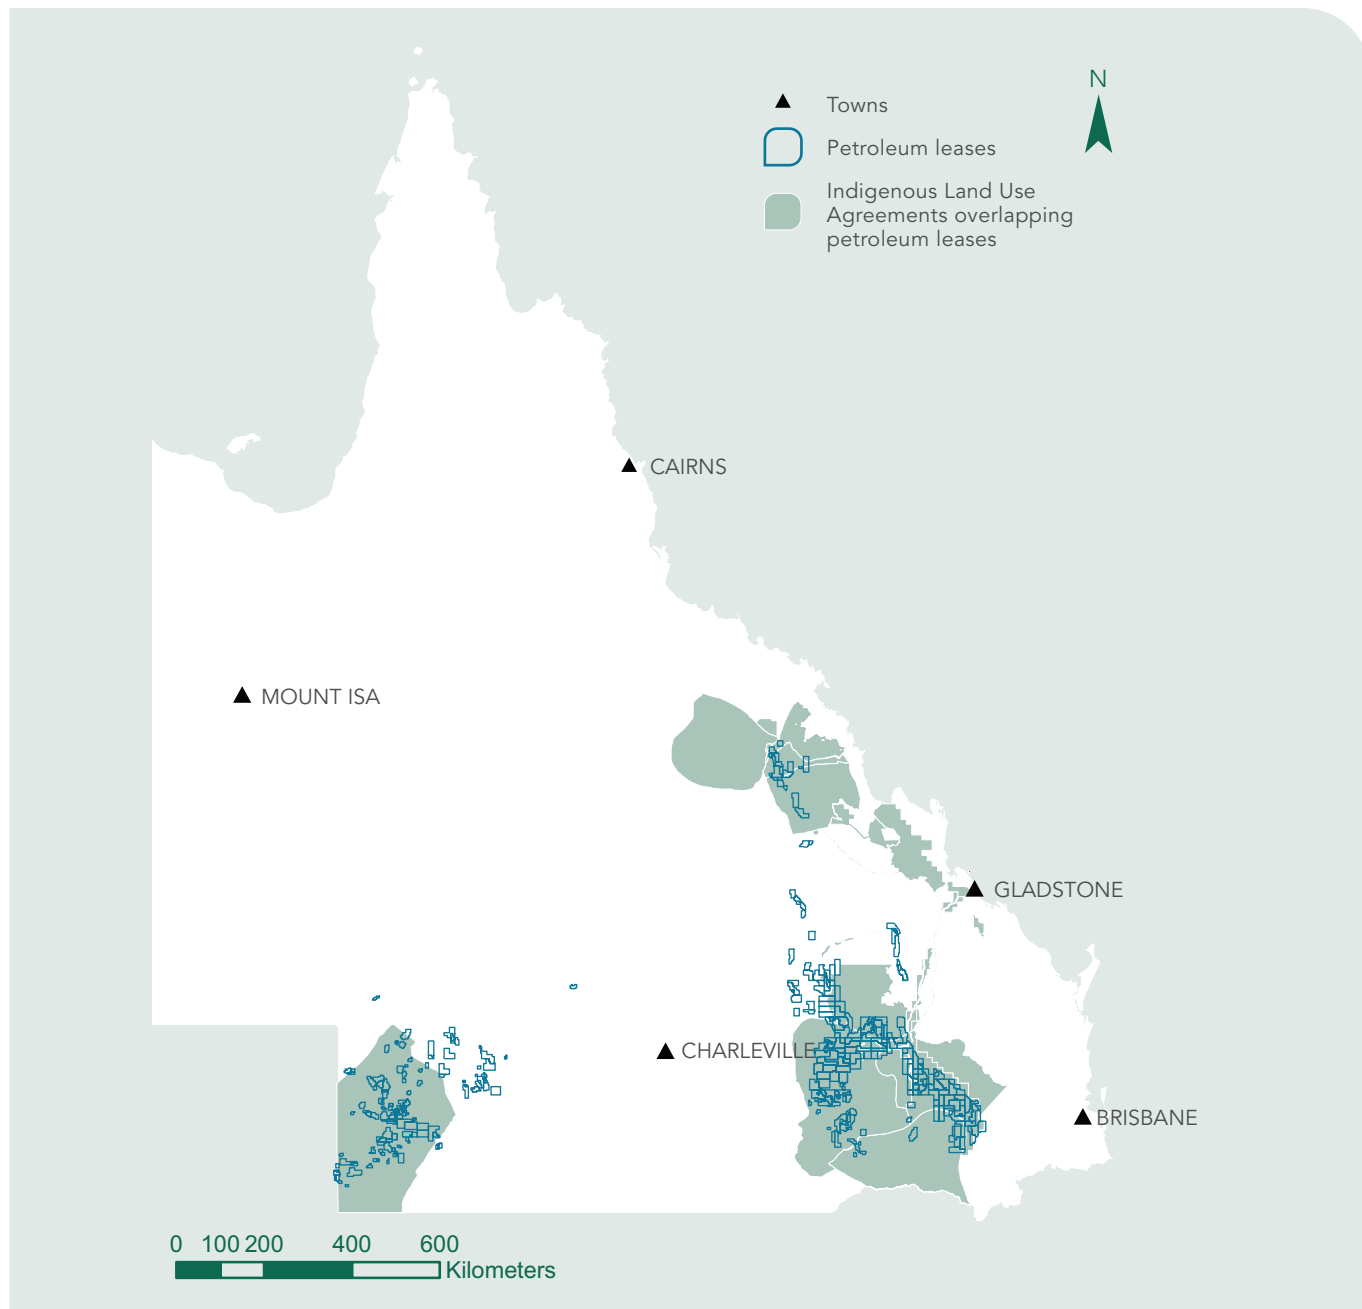 N
Towns
Petroleum leases
Indigenous Land Use
Agreements overlapping
petroleum leases
CAIRNS
MOUNT ISA
GLADSTONE
CHARLEVILLE
BRISBANE
0 100 200 400 600
Kilometers